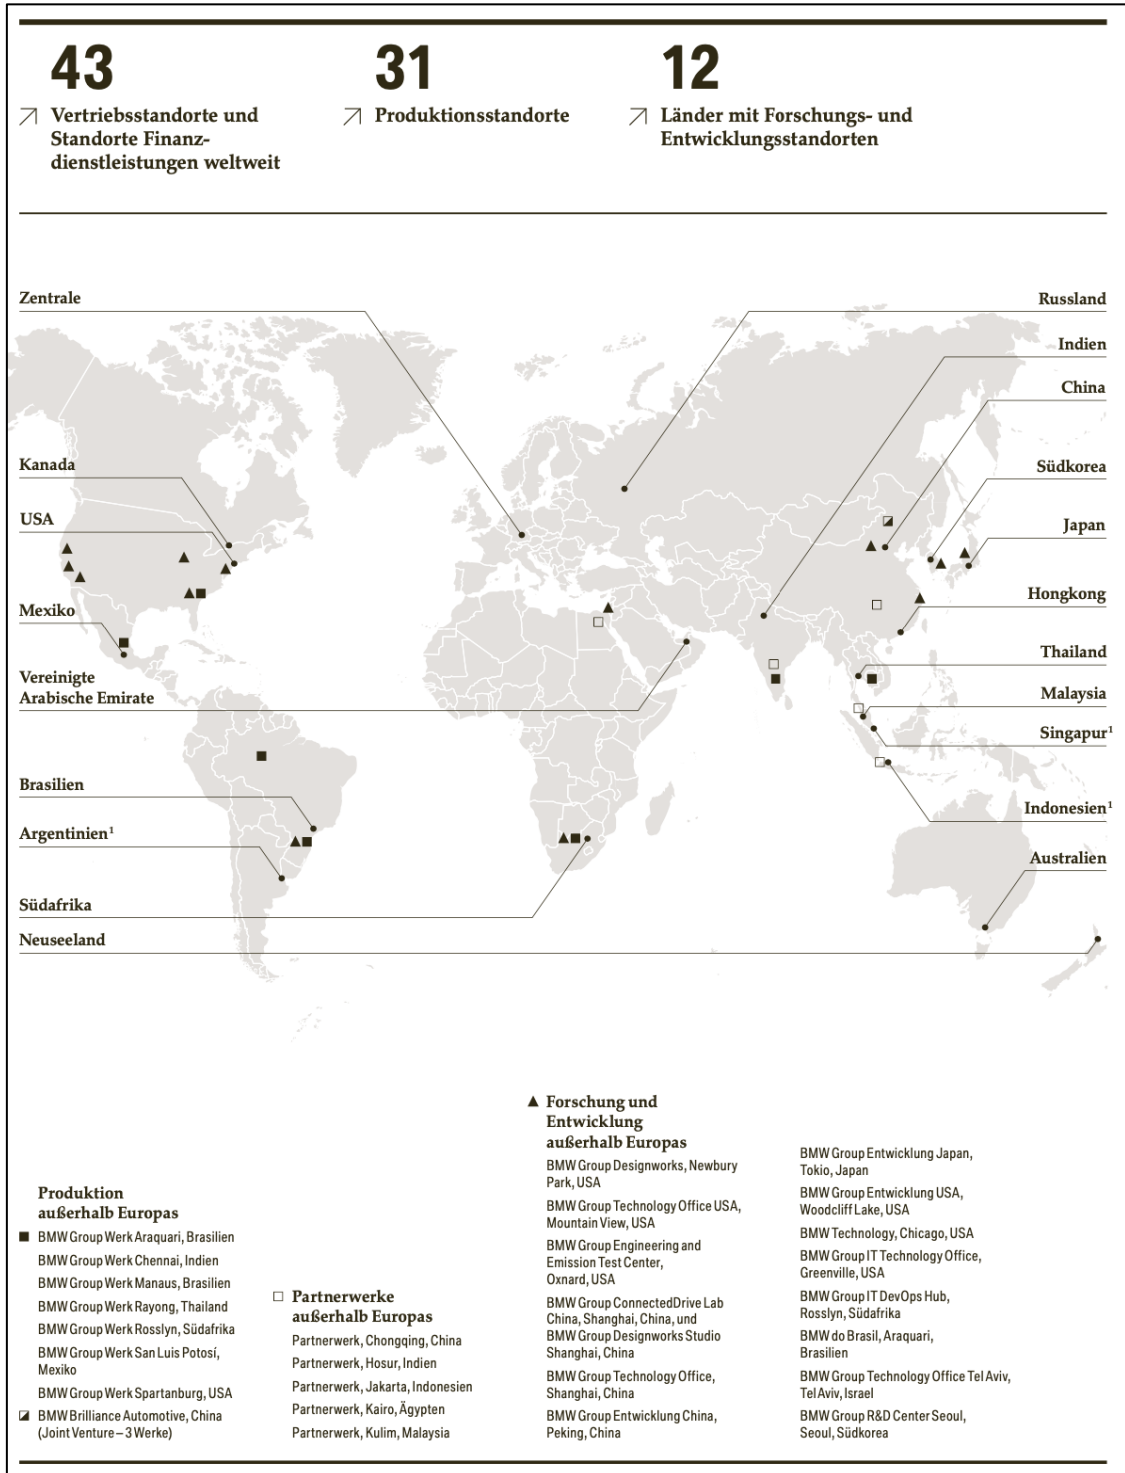 43
Vertriebsstandorte und
Standorte Finanz-
dienstleistungen weltweit
31
Produktionsstandorte
12
Länder mit Forschungs- und
Entwicklungsstandorten
Zentrale
Kanada
USA
Mexiko
Vereinigte
Arabische Emirate
Brasilien
Argentinien¹
Südafrika
Neuseeland
Russland
Indien
China
Südkorea
Japan
Hongkong
Thailand
Malaysia
Singapur¹
Indonesien¹
Australien
Produktion
außerhalb Europas
BMW Group Werk Araquari, Brasilien
BMW Group Werk Chennai, Indien
BMW Group Werk Manaus, Brasilien
BMW Group Werk Rayong, Thailand
BMW Group Werk Rosslyn, Südafrika
BMW Group Werk San Luis Potosí,
Mexiko
BMW Group Werk Spartanburg, USA
BMW Brilliance Automotive, China
(Joint Venture – 3 Werke)
Partnerwerke
außerhalb Europas
Partnerwerk, Chongqing, China
Partnerwerk, Hosur, Indien
Partnerwerk, Jakarta, Indonesien
Partnerwerk, Kairo, Ägypten
Partnerwerk, Kulim, Malaysia
Forschung und
Entwicklung
außerhalb Europas
BMW Group Designworks, Newbury
Park, USA
BMW Group Technology Office USA,
Mountain View, USA
BMW Group Engineering and
Emission Test Center,
Oxnard, USA
BMW Group ConnectedDrive Lab
China, Shanghai, China, und
BMW Group Designworks Studio
Shanghai, China
BMW Group Technology Office,
Shanghai, China
BMW Group Entwicklung China,
Peking, China
BMW Group Entwicklung Japan,
Tokio, Japan
BMW Group Entwicklung USA,
Woodcliff Lake, USA
BMW Technology, Chicago, USA
BMW Group IT Technology Office,
Greenville, USA
BMW Group IT DevOps Hub,
Rosslyn, Südafrika
BMW do Brasil, Araquari,
Brasilien
BMW Group Technology Office Tel Aviv,
Tel Aviv, Israel
BMW Group R&D Center Seoul,
Seoul, Südkorea